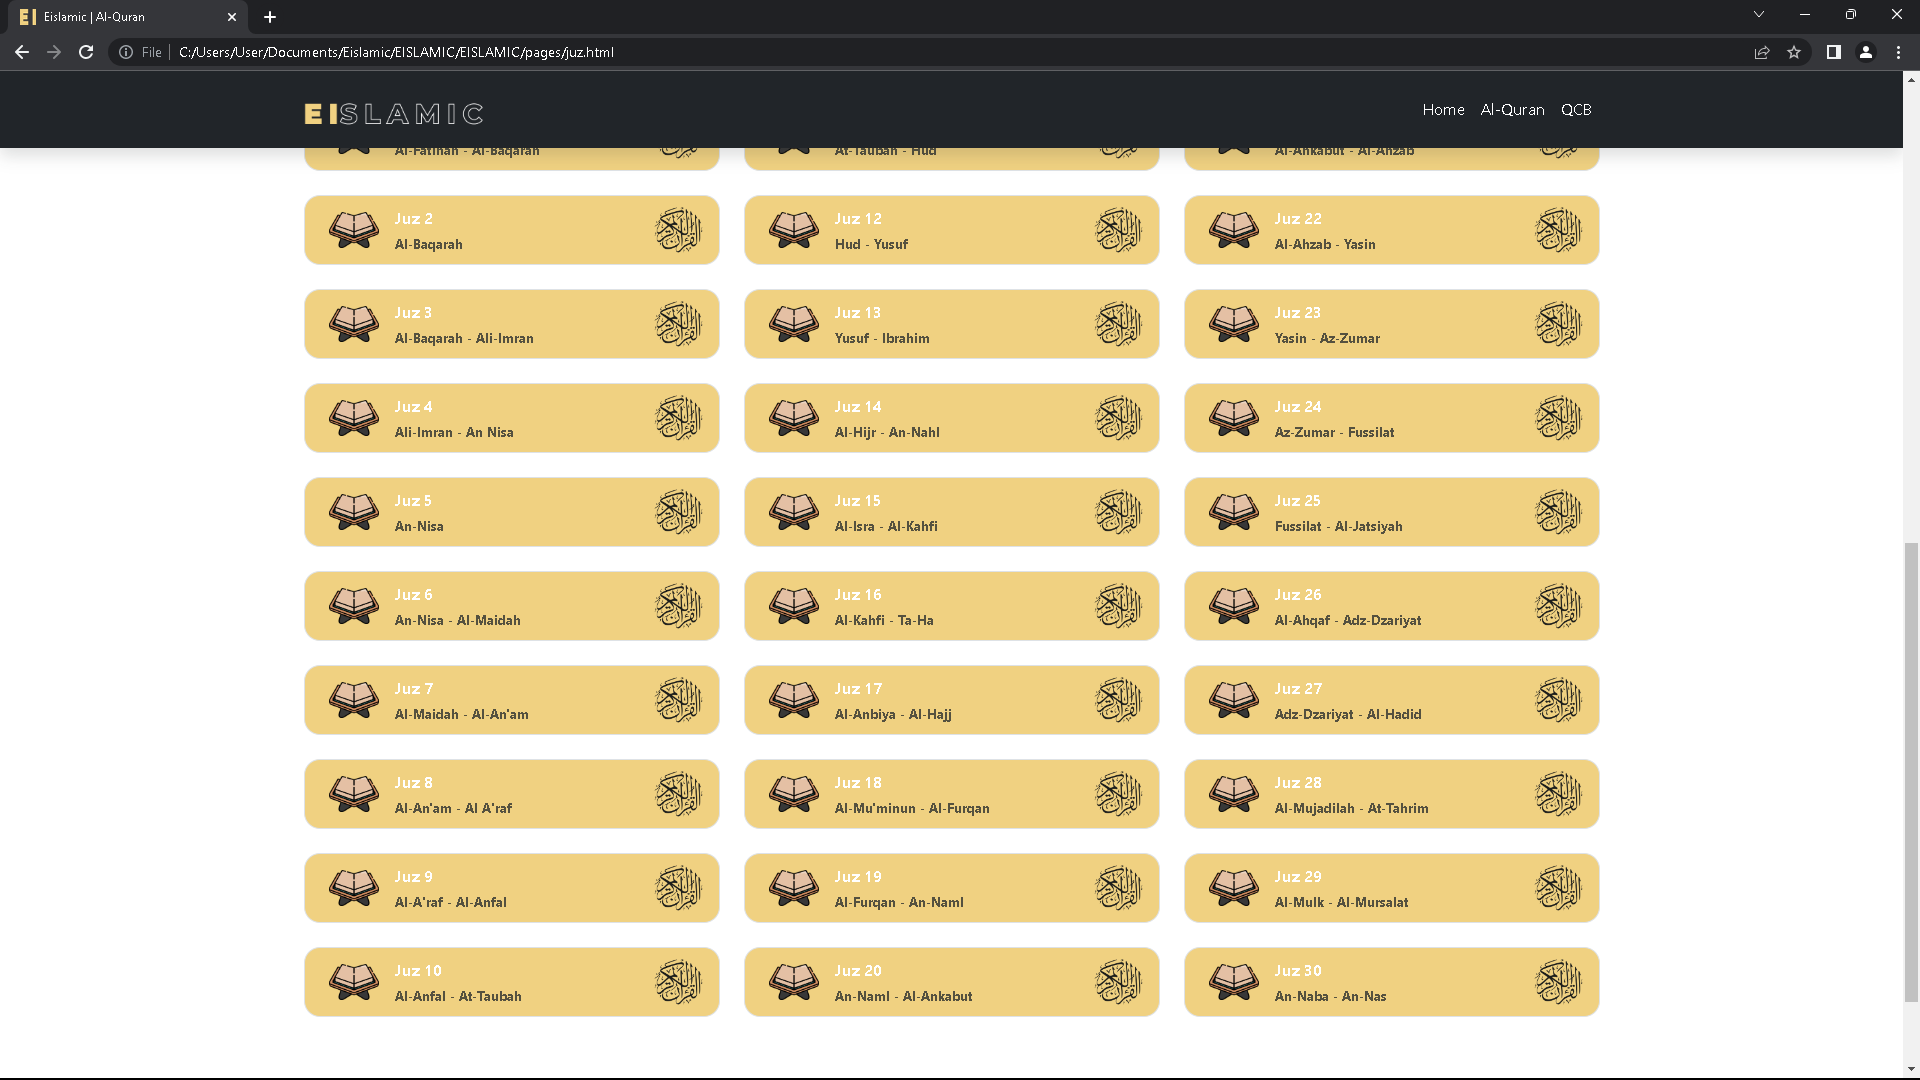 Eislamic | Al-Quran
File
C:/Users/User/Documents/Eislamic/EISLAMIC/EISLAMIC/pages/juz.html
EISLAMIC
Home Al-Quran QCB
Al-Fatihah - Al-Baqarah
At-Taubah - Hud
Al-Ankabut - Al-Ahzab
Juz 2
Al-Baqarah
Juz 12
Hud - Yusuf
Juz 22
Al-Ahzab - Yasin
Juz 3
Al-Baqarah - Ali-Imran
Juz 13
Yusuf - Ibrahim
Juz 23
Yasin - Az-Zumar
Juz 4
Ali-Imran - An Nisa
Juz 14
Al-Hijr - An-Nahl
Juz 24
Az-Zumar - Fussilat
Juz 5
An-Nisa
Juz 15
Al-Isra - Al-Kahfi
Juz 25
Fussilat - Al-Jatsiyah
Juz 6
An-Nisa - Al-Maidah
Juz 16
Al-Kahfi - Ta-Ha
Juz 26
Al-Ahqaf - Adz-Dzariyat
Juz 7
Al-Maidah - Al-An'am
Juz 17
Al-Anbiya - Al-Hajj
Juz 27
Adz-Dzariyat - Al-Hadid
Juz 8
Al-An'am - Al A'raf
Juz 18
Al-Mu'minun - Al-Furqan
Juz 28
Al-Mujadilah - At-Tahrim
Juz 9
Al-A'raf - Al-Anfal
Juz 19
Al-Furqan - An-Naml
Juz 29
Al-Mulk - Al-Mursalat
Juz 10
Al-Anfal - At-Taubah
Juz 20
An-Naml - Al-Ankabut
Juz 30
An-Naba - An-Nas